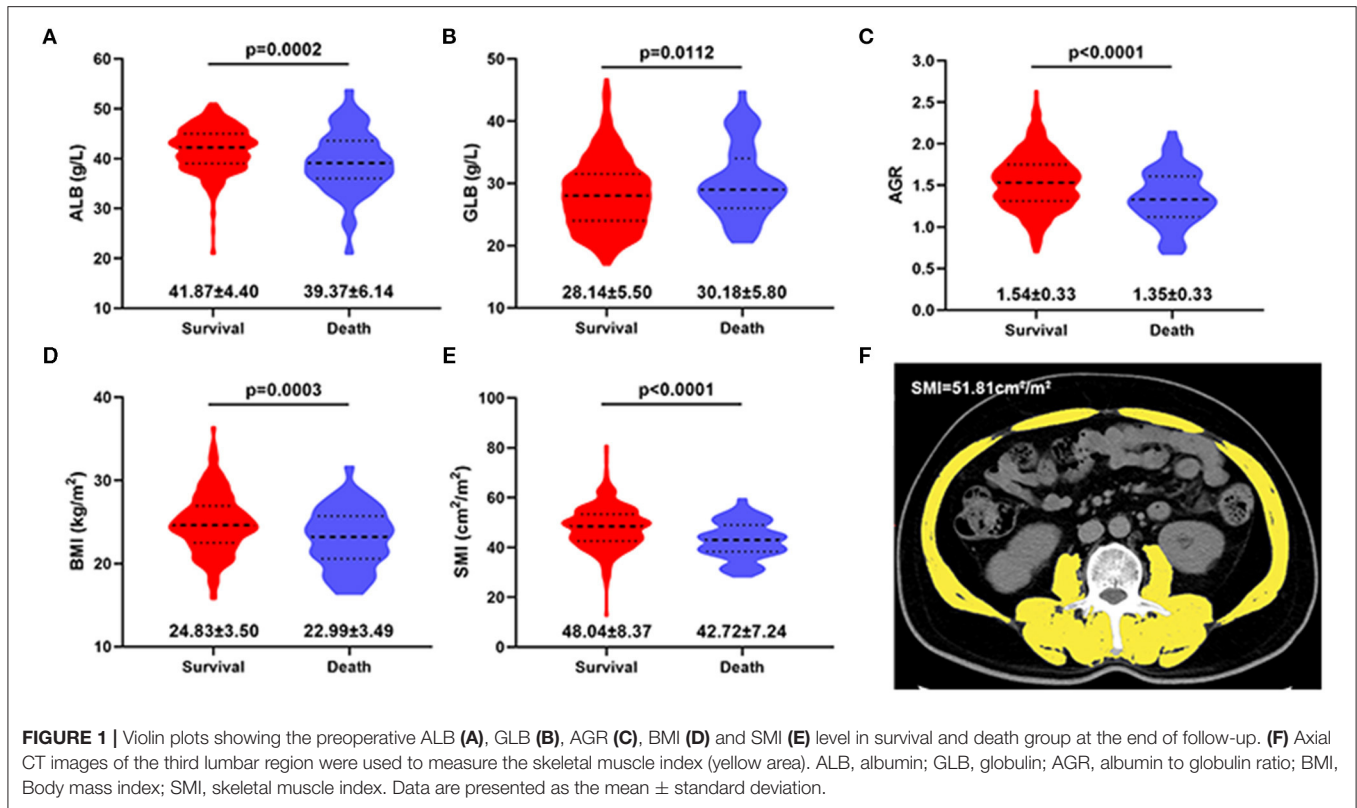 A
p=0.0002
ALB (g/L)
60
50
40
30
20
10
41.87±4.40 39.37±6.14
Survival Death
B
p=0.0112
GLB (g/L)
50
40
30
20
10
28.14±5.50 30.18±5.80
Survival Death
C
p<0.0001
AGR
3.0
2.5
2.0
1.5
1.0
0.5
0.0
1.54±0.33 1.35±0.33
Survival Death
D
p=0.0003
BMI (kg/m²)
40
30
20
10
24.83±3.50 22.99±3.49
Survival Death
E
p<0.0001
SMI (cm²/m²)
100
80
60
40
20
0
48.04±8.37 42.72±7.24
Survival Death
F
SMI=51.81cm²/m²
FIGURE 1 | Violin plots showing the preoperative ALB (A), GLB (B), AGR (C), BMI (D) and SMI (E) level in survival and death group at the end of follow-up. (F) Axial
CT images of the third lumbar region were used to measure the skeletal muscle index (yellow area). ALB, albumin; GLB, globulin; AGR, albumin to globulin ratio; BMI,
Body mass index; SMI, skeletal muscle index. Data are presented as the mean ± standard deviation.